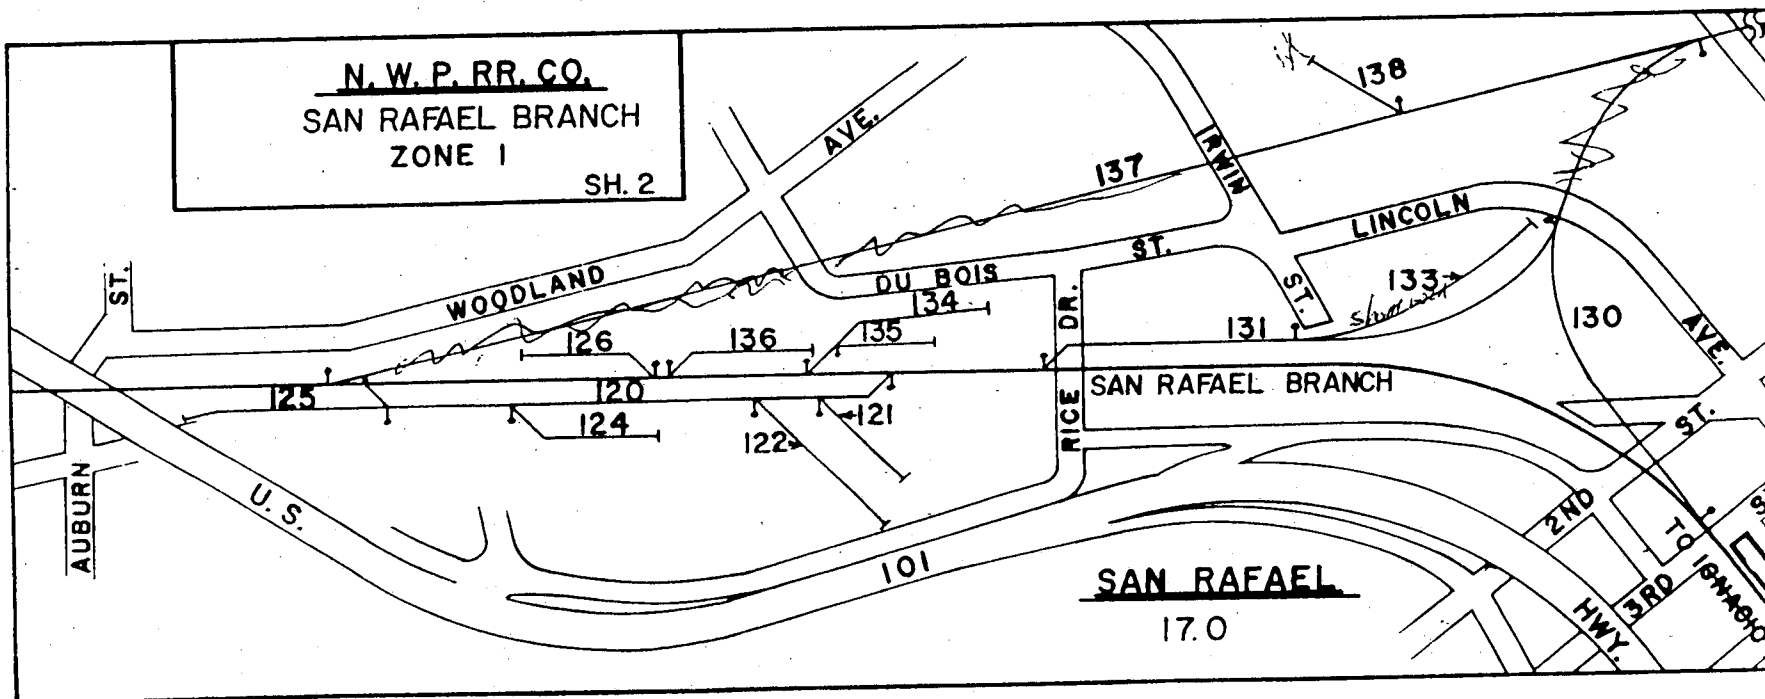 N. W. P. RR. CO.
SAN RAFAEL BRANCH
ZONE 1
SH. 2
138
137
IRWIN
ST.
AVE.
WOODLAND
DU BOIS
ST.
LINCOLN
AVE.
ST.
133
130
134
135
DR.
RICE
131
126
136
125
120
SAN RAFAEL BRANCH
124
122
121
AUBURN
U. S.
101
HWY.
2ND
ST.
3RD
TO IGNACIO
SAN RAFAEL
17.0